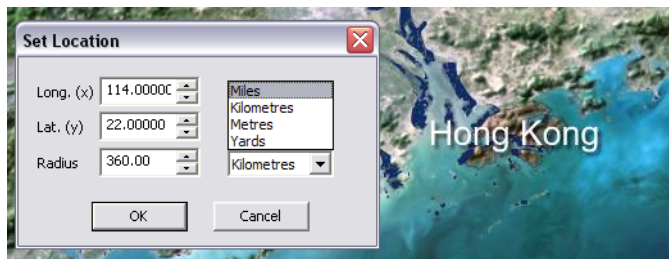 Set Location
Long. (x) 114.0000C
Miles
Kilometres
Metres
Yards
Lat. (y) 22.00000
Radius 360.00 Kilometres
OK Cancel
Hong Kong